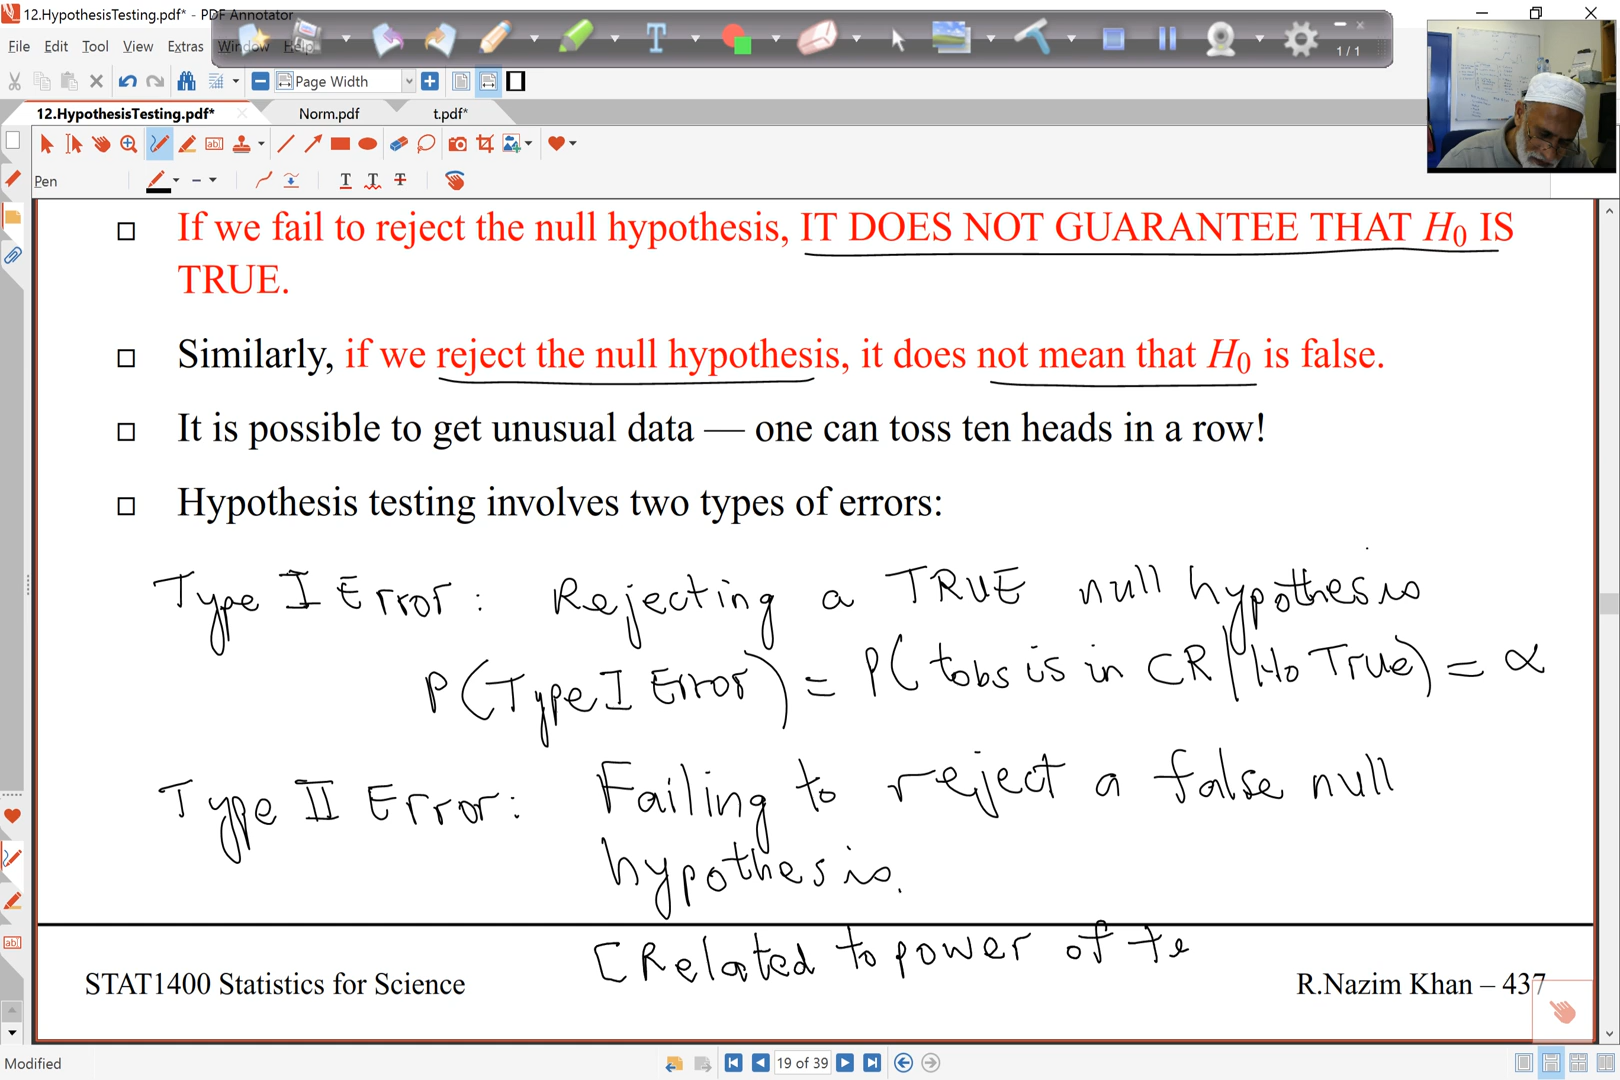 12.HypothesisTesting.pdf* - PDF Annotator
File Edit Tool View Extras Window Help
1 / 1
Page Width
12.HypothesisTesting.pdf* Norm.pdf t.pdf*
Pen
If we fail to reject the null hypothesis, IT DOES NOT GUARANTEE THAT H0 IS
TRUE.
Similarly, if we reject the null hypothesis, it does not mean that H0 is false.
It is possible to get unusual data — one can toss ten heads in a row!
Hypothesis testing involves two types of errors:
Type I Error: Rejecting a TRUE null hypothesis
P(Type I Error) = P(tobs is in CR | Ho True) = α
Type II Error: Failing to reject a false null
hypothesis.
[Related to power of te
STAT1400 Statistics for Science R.Nazim Khan – 437
Modified 19 of 39